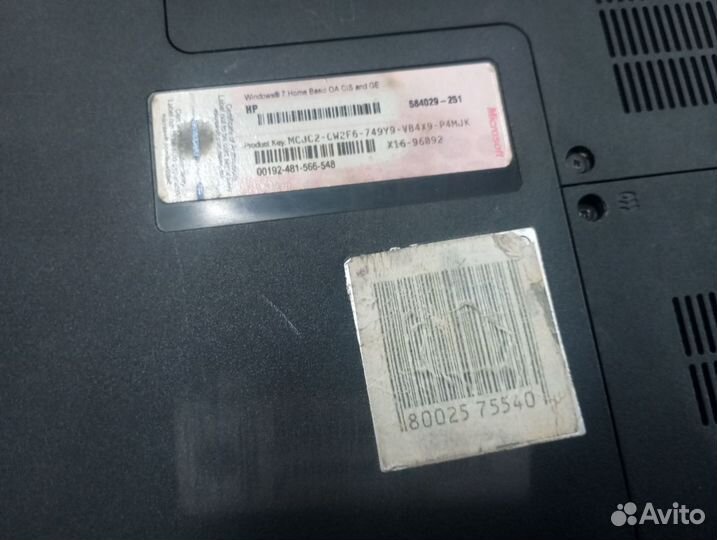 Windows® 7 Home Basic OA CIS and GE
HP
584029-251
Product Key: MCJC2-CW2F6-749Y9-VB4X9-P4MJK
X16-96092
00192-481-566-548
Microsoft
80025 75540
Avito